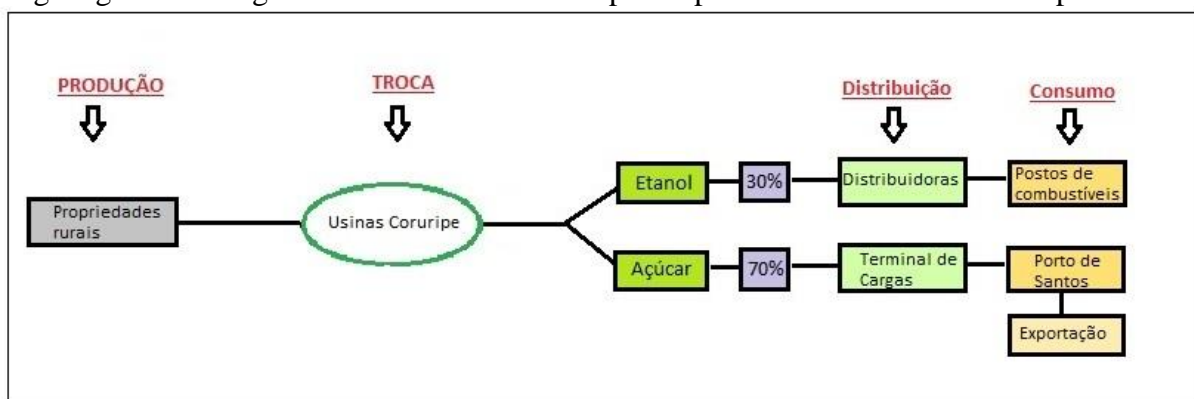 PRODUÇÃO
TROCA
Distribuição
Consumo
Propriedades
rurais
Usinas Coruripe
Etanol
30%
Distribuidoras
Postos de
combustíveis
Açúcar
70%
Terminal de
Cargas
Porto de
Santos
Exportação